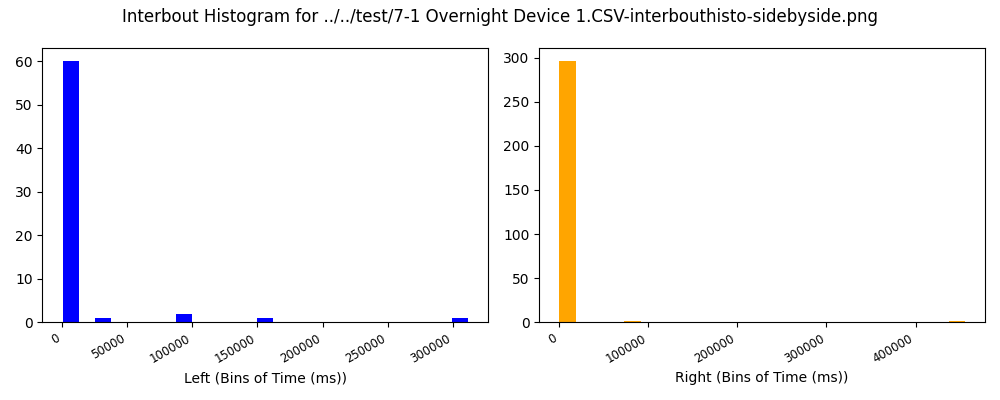 Interbout Histogram for ../../test/7-1 Overnight Device 1.CSV-interbouthisto-sidebyside.png
60
50
40
30
20
10
0
0 50000 100000 150000 200000 250000 300000
Left (Bins of Time (ms))
300
250
200
150
100
50
0
0 100000 200000 300000 400000
Right (Bins of Time (ms))